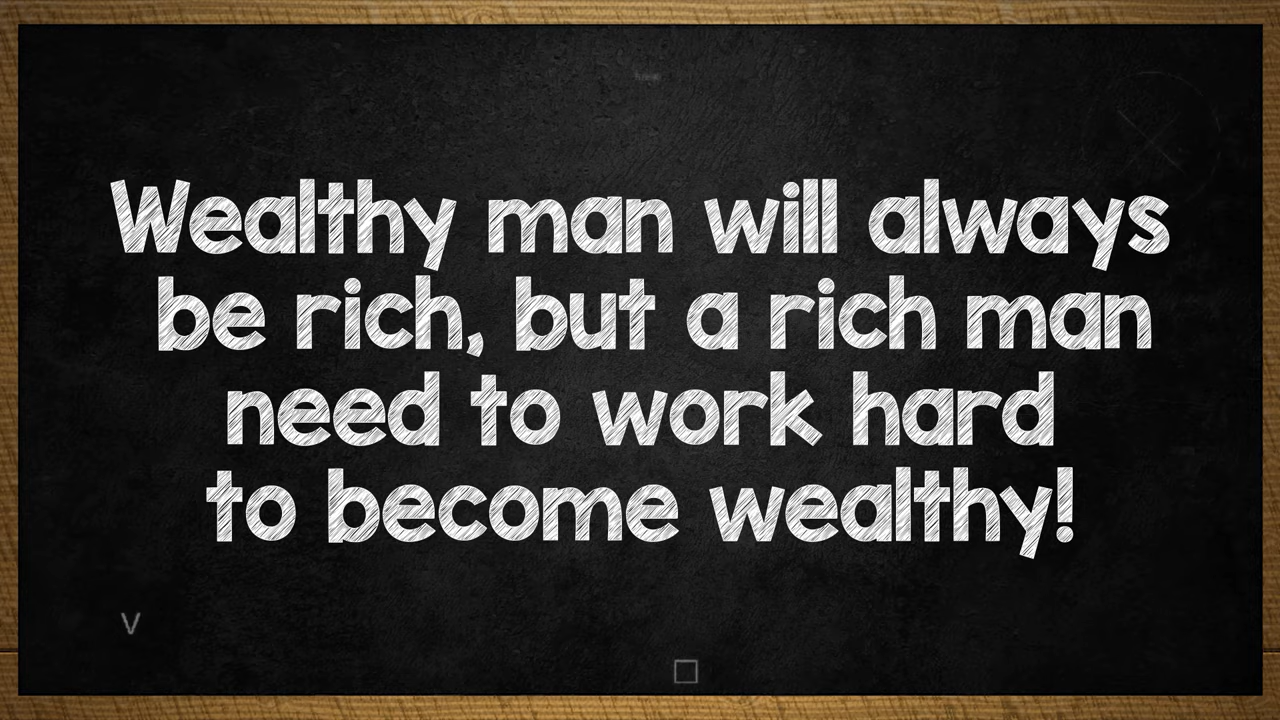 Wealthy man will always
be rich, but a rich man
need to work hard
to become wealthy!
V